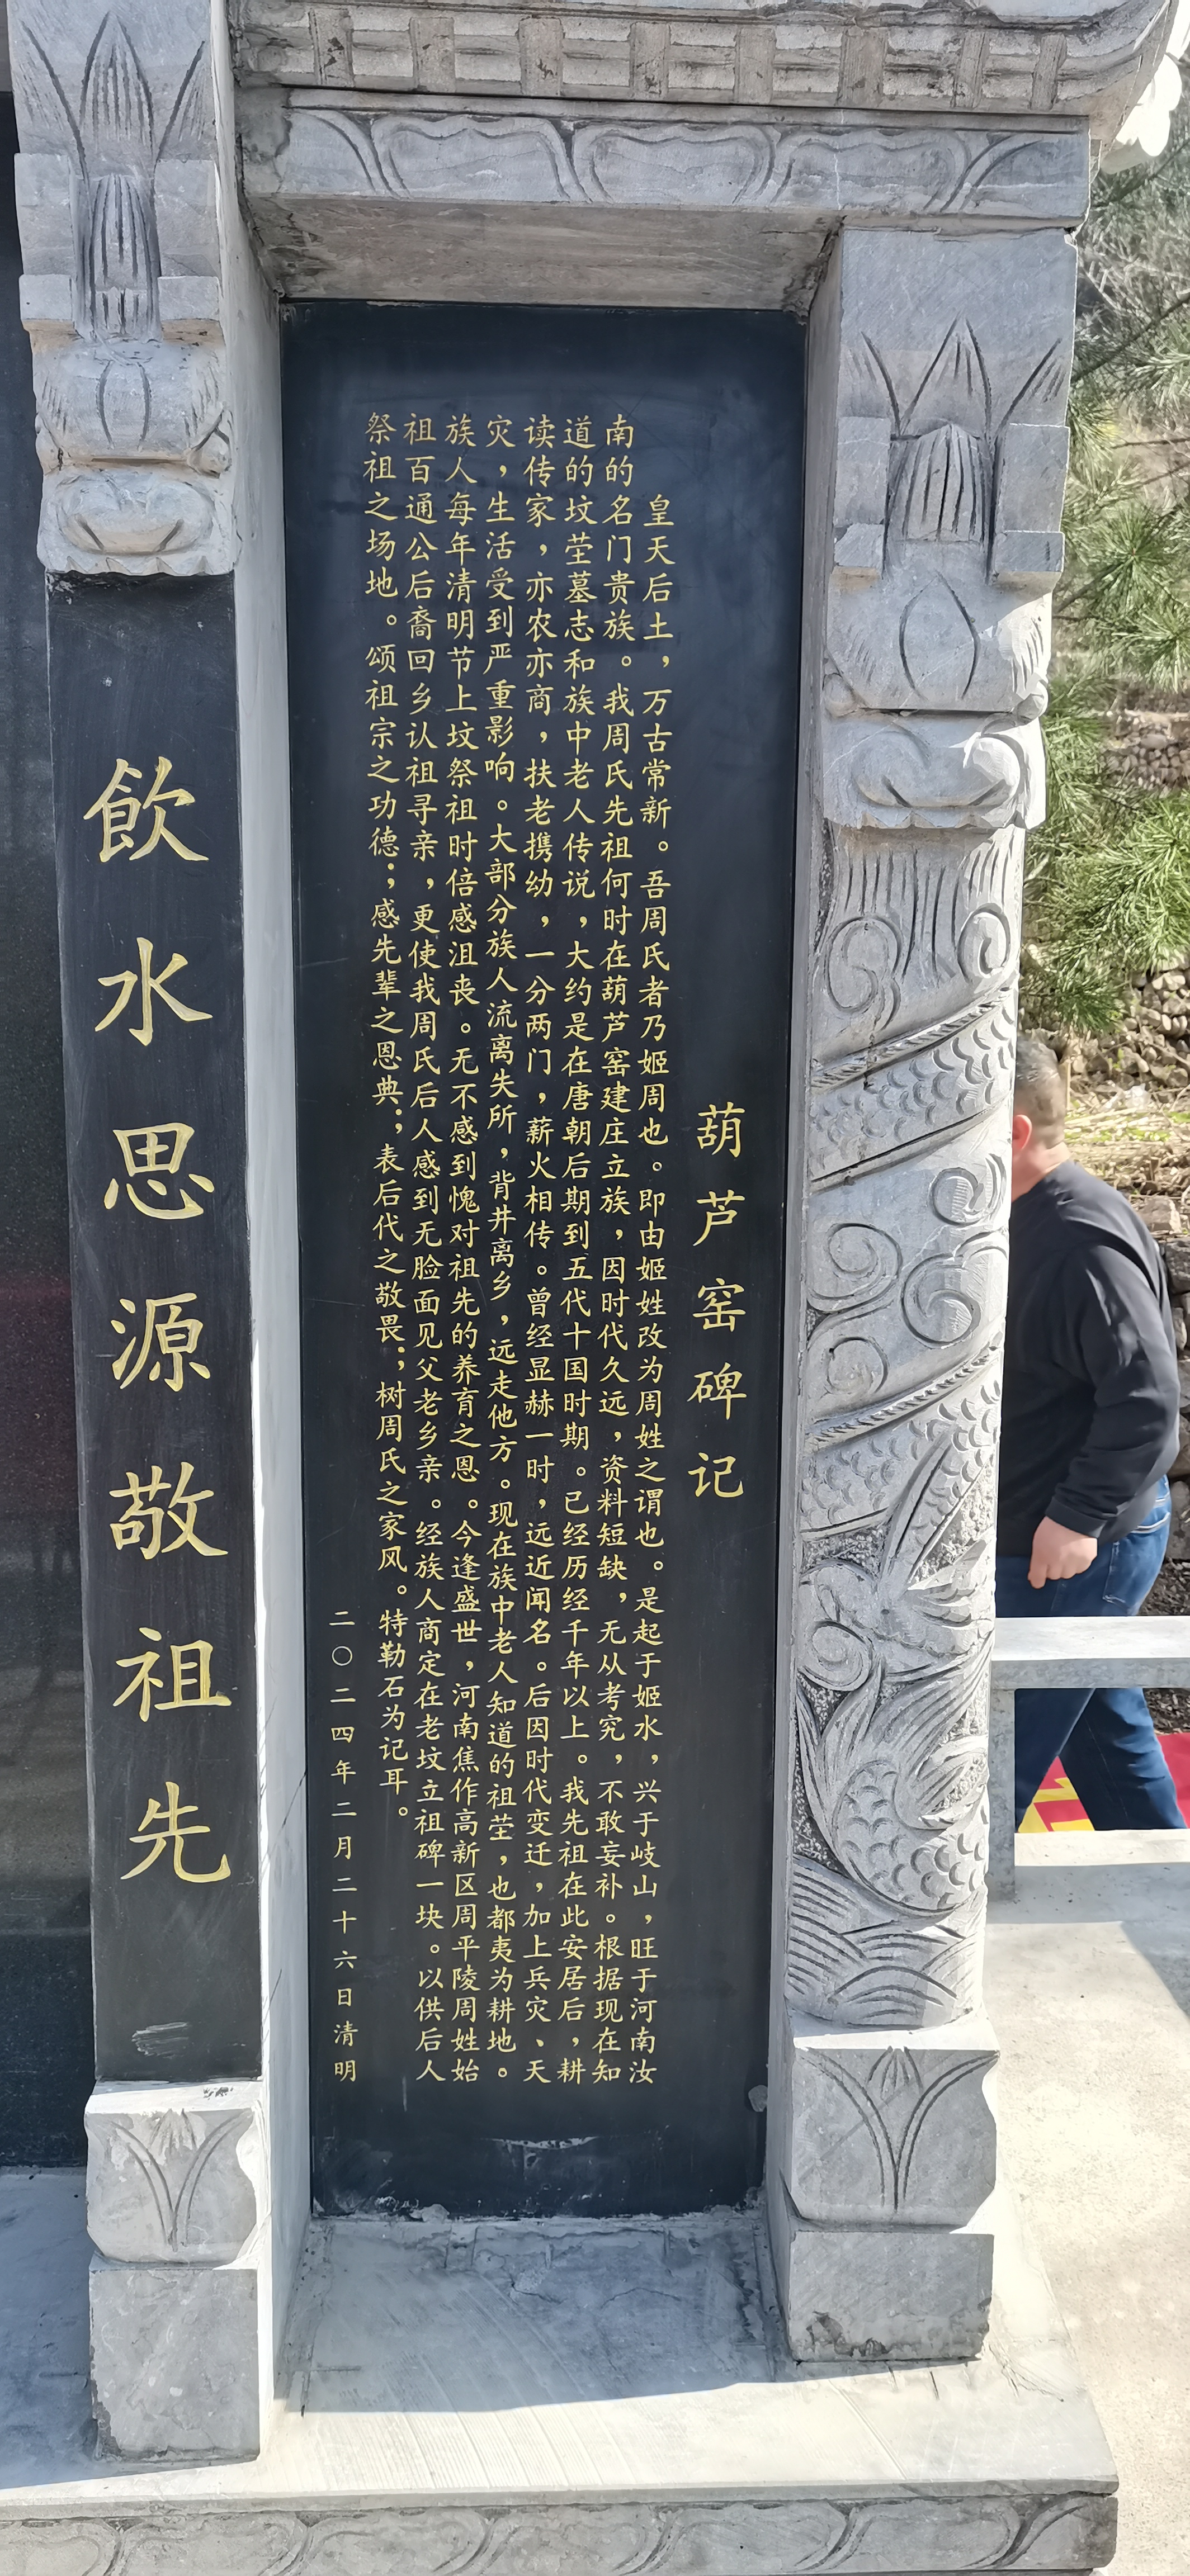 葫芦窑碑记
皇天后土，万古常新。吾周氏者乃姬周也。即由姬姓改为周姓之谓也。是起于姬水，兴于岐山，旺于河南汝
南的名门贵族。我周氏先祖何时在葫芦窑建庄立族，因时代久远，资料短缺，无从考究，不敢妄补。根据现在知
道的坟茔墓志和族中老人传说，大约是在唐朝后期到五代十国时期。已经历经千年以上。我先祖在此安居后，耕
读传家，亦农亦商，扶老携幼，一分两门，薪火相传。曾经显赫一时，远近闻名。后因时代变迁，加上兵灾、天
灾，生活受到严重影响。大部分族人流离失所，背井离乡，远走他方。现在族中老人知道的祖茔，也都夷为耕地。
族人每年清明节上坟祭祖时倍感沮丧。无不感到愧对祖先的养育之恩。今逢盛世，河南焦作高新区周平陵周姓始
祖百通公后裔回乡认祖寻亲，更使我周氏后人感到无脸面见父老乡亲。经族人商定在老坟立祖碑一块。以供后人
祭祖之场地。颂祖宗之功德；感先辈之恩典；表后代之敬畏；树周氏之家风。特勒石为记耳。
二〇二四年二月二十六日清明
飲水思源敬祖先